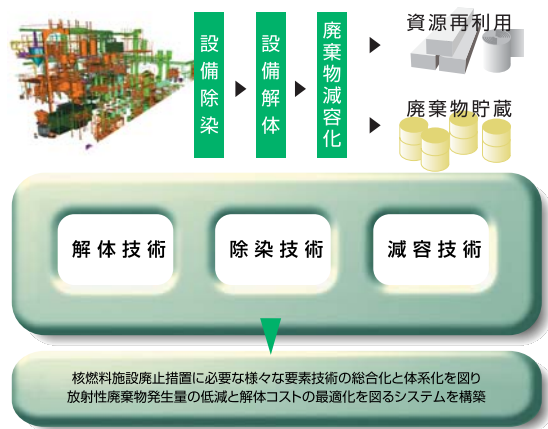 設備除染
設備解体
廃棄物減容化
資源再利用
廃棄物貯蔵
解体技術
除染技術
減容技術
核燃料施設廃止措置に必要な様々な要素技術の総合化と体系化を図り
放射性廃棄物発生量の低減と解体コストの最適化を図るシステムを構築